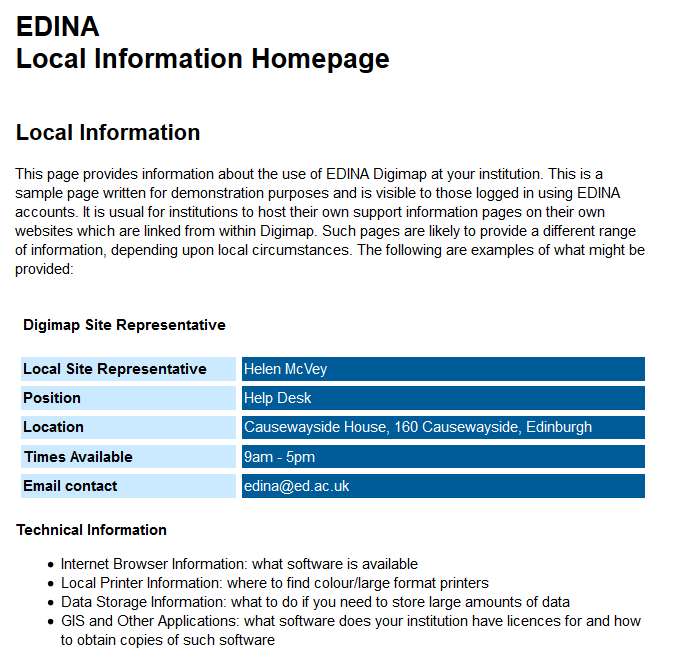 EDINA
Local Information Homepage
Local Information
This page provides information about the use of EDINA Digimap at your institution. This is a
sample page written for demonstration purposes and is visible to those logged in using EDINA
accounts. It is usual for institutions to host their own support information pages on their own
websites which are linked from within Digimap. Such pages are likely to provide a different range
of information, depending upon local circumstances. The following are examples of what might be
provided:
Digimap Site Representative
Local Site Representative Helen McVey
Position Help Desk
Location Causewayside House, 160 Causewayside, Edinburgh
Times Available 9am - 5pm
Email contact edina@ed.ac.uk
Technical Information
• Internet Browser Information: what software is available
• Local Printer Information: where to find colour/large format printers
• Data Storage Information: what to do if you need to store large amounts of data
• GIS and Other Applications: what software does your institution have licences for and how
to obtain copies of such software